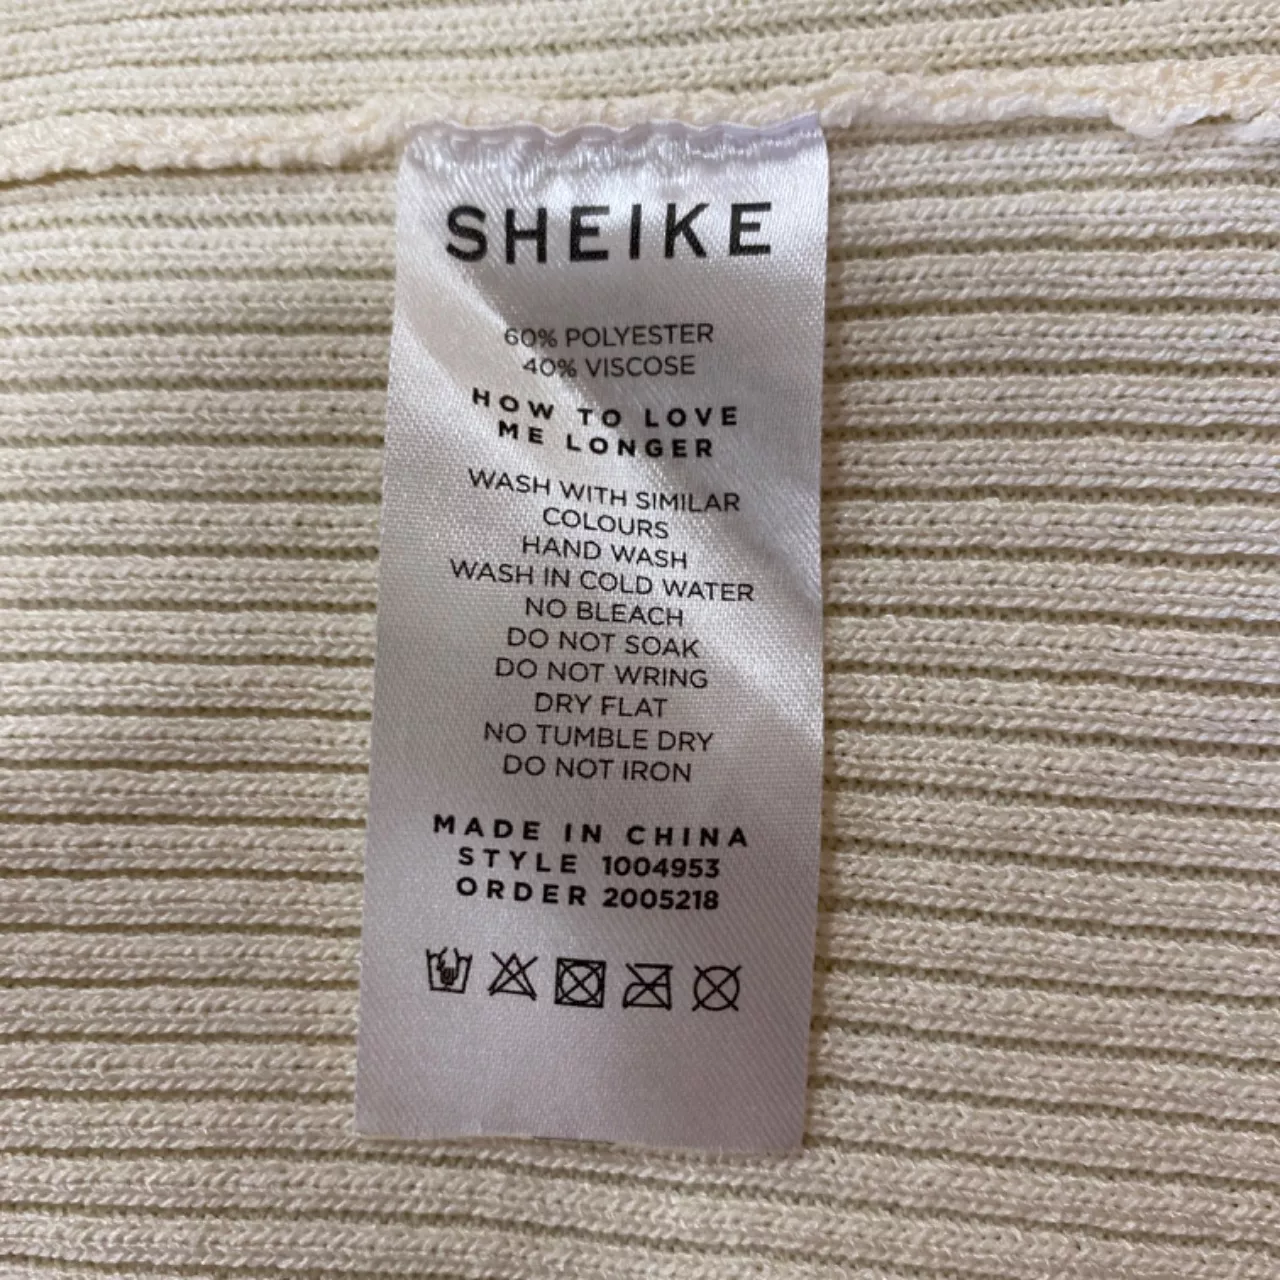 SHEIKE
60% POLYESTER
40% VISCOSE
HOW TO LOVE
ME LONGER
WASH WITH SIMILAR
COLOURS
HAND WASH
WASH IN COLD WATER
NO BLEACH
DO NOT SOAK
DO NOT WRING
DRY FLAT
NO TUMBLE DRY
DO NOT IRON
MADE IN CHINA
STYLE 1004953
ORDER 2005218